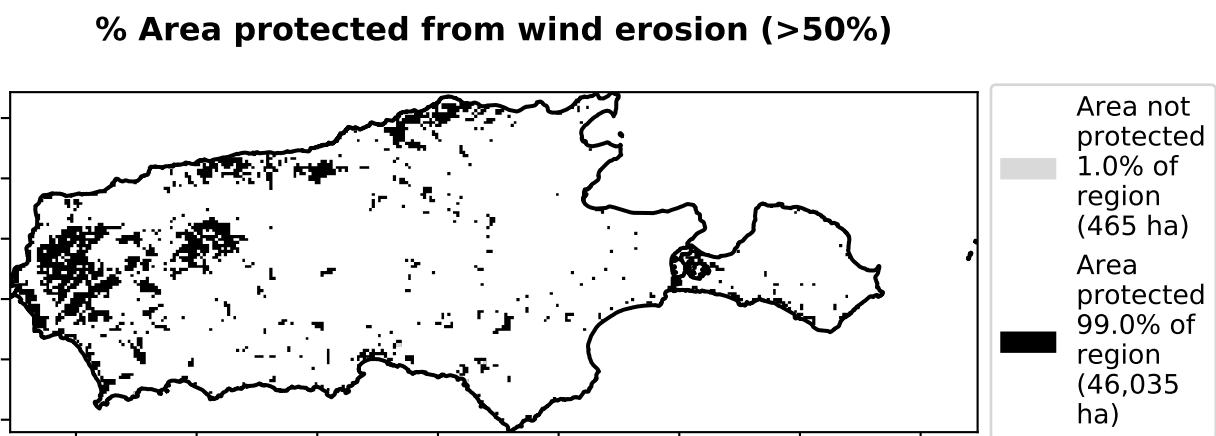 % Area protected from wind erosion (>50%)
Area not
protected
1.0% of
region
(465 ha)
Area
protected
99.0% of
region
(46,035
ha)